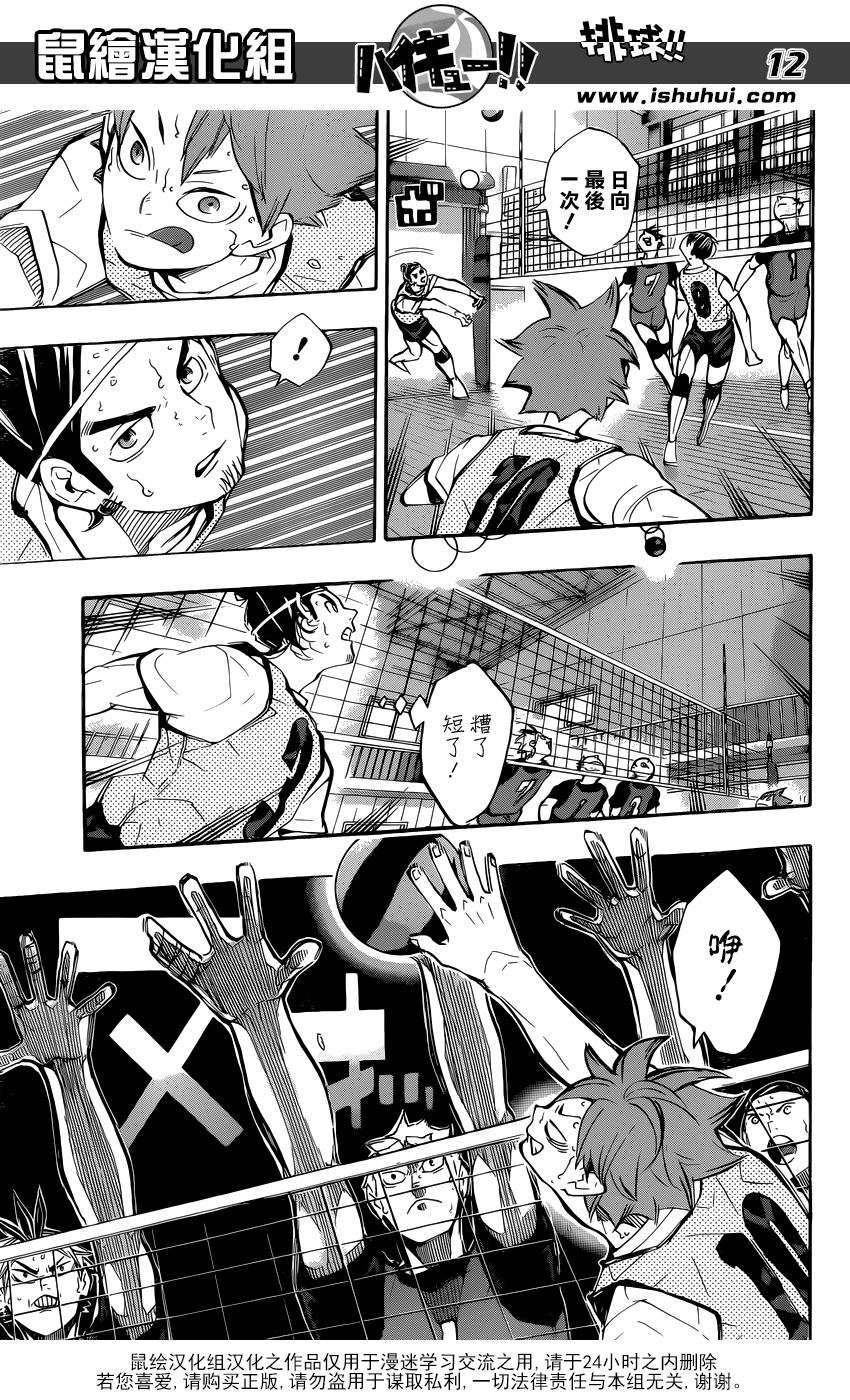 鼠繪漢化組
ハイキュー!!
排球!!
12
www.ishuhui.com
日向
最後
一次！
ボ
！
糟了
短了！
咿！
鼠绘汉化组汉化之作品仅用于漫迷学习交流之用, 请于24小时之内删除
若您喜爱, 请购买正版, 请勿盗用于谋取私利, 一切法律责任与本组无关, 谢谢。